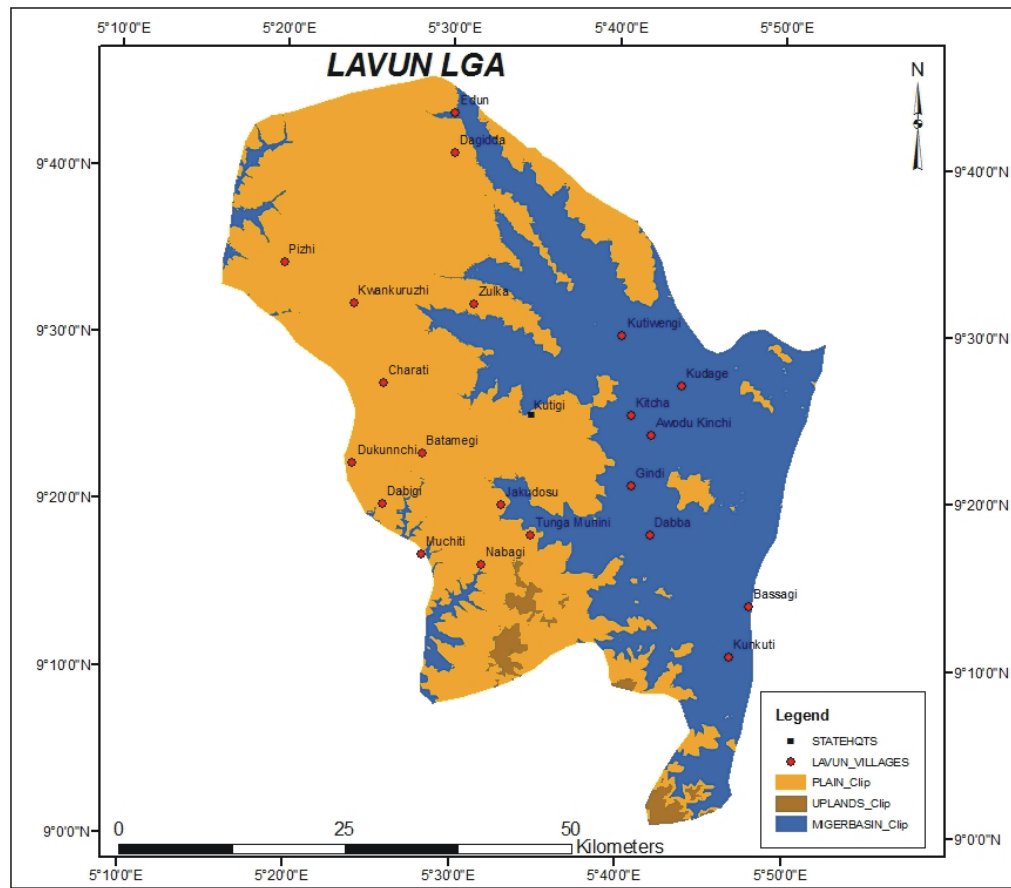 5°10'0"E 5°20'0"E 5°30'0"E 5°40'0"E 5°50'0"E
LAVUN LGA
N
Edun
Dagidda
9°40'0"N 9°40'0"N
Pizhi
Kwankuruzhi
Zulka
9°30'0"N 9°30'0"N
Kutiwengi
Charati
Kudage
Kutigi
Kitcha
Awodu Kinchi
Batamegi
Dukunnchi
Gindi
Dabigi
Jakudosu
9°20'0"N 9°20'0"N
Tunga Munini
Dabba
Muchiti
Nabagi
Bassagi
Kunkuti
9°10'0"N 9°10'0"N
Legend
STATEHQTS
LAVUN_VILLAGES
PLAIN_Clip
UPLANDS_Clip
MIGERBASIN_Clip
9°0'0"N 9°0'0"N
0 25 50
Kilometers
5°10'0"E 5°20'0"E 5°30'0"E 5°40'0"E 5°50'0"E